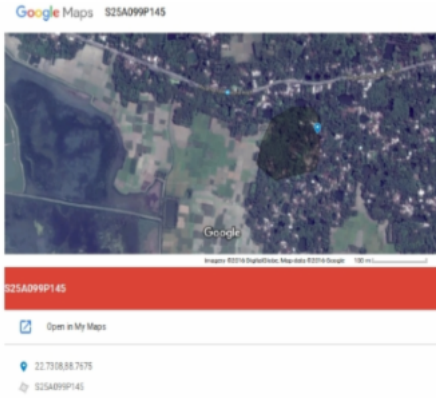 Google Maps S25A099P145
Google
Imagery ©2016 DigitalGlobe, Map data ©2016 Google 100 m
S25A099P145
Open in My Maps
22.7308,88.7675
S25A099P145